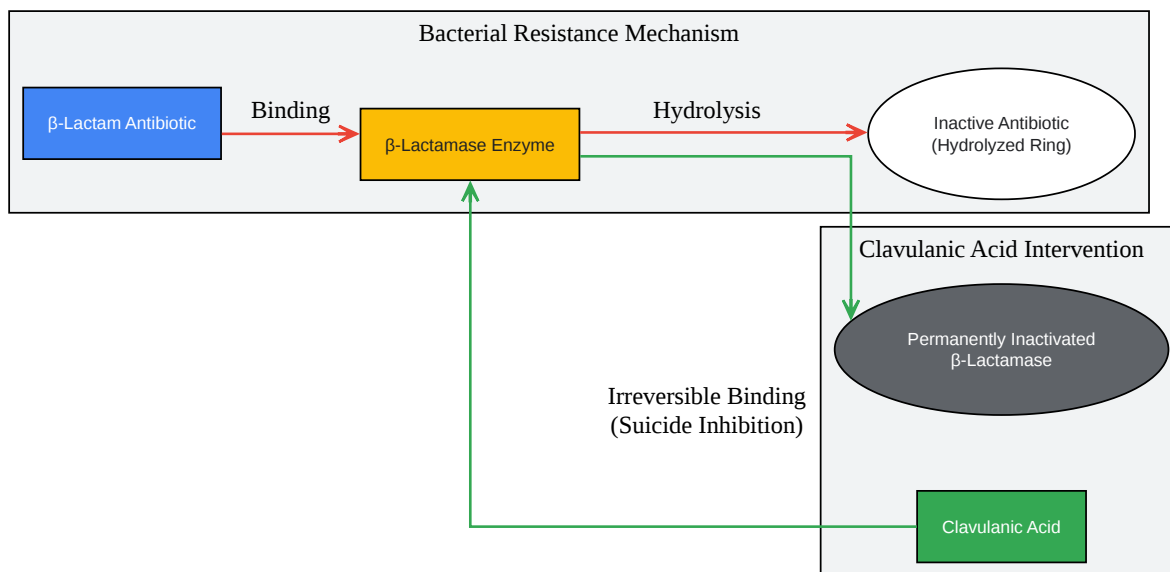 Bacterial Resistance Mechanism
β-Lactam Antibiotic
Binding
β-Lactamase Enzyme
Hydrolysis
Inactive Antibiotic
(Hydrolyzed Ring)
Clavulanic Acid Intervention
Permanently Inactivated
β-Lactamase
Irreversible Binding
(Suicide Inhibition)
Clavulanic Acid